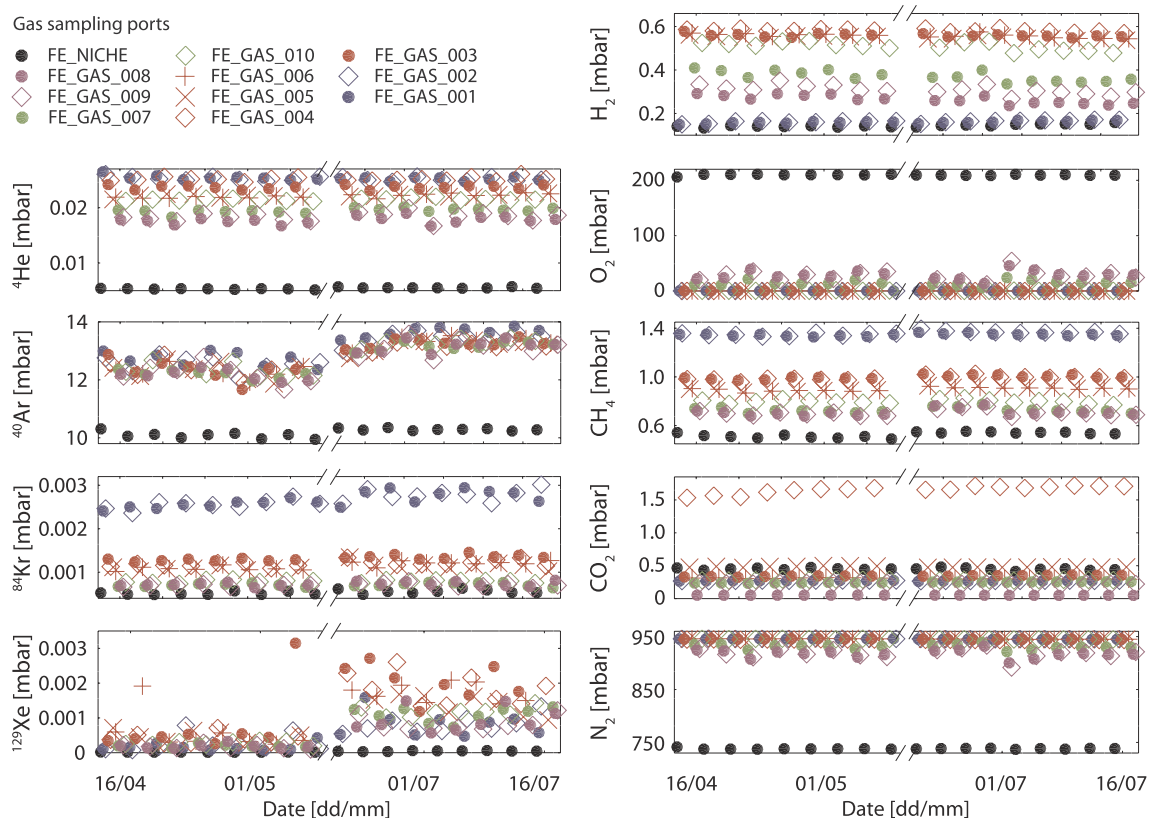 Gas sampling ports
FE_NICHE
FE_GAS_008
FE_GAS_009
FE_GAS_007
FE_GAS_010
FE_GAS_006
FE_GAS_005
FE_GAS_004
FE_GAS_003
FE_GAS_002
FE_GAS_001
⁴He [mbar]
0.02
0.01
⁴⁰Ar [mbar]
14
12
10
⁸⁴Kr [mbar]
0.003
0.002
0.001
¹²⁹Xe [mbar]
0.003
0.002
0.001
0
16/04
01/05
01/07
16/07
Date [dd/mm]
H₂ [mbar]
0.6
0.4
0.2
O₂ [mbar]
200
100
0
CH₄ [mbar]
1.4
1.0
0.6
CO₂ [mbar]
1.5
1.0
0.5
0
N₂ [mbar]
950
850
750
16/04
01/05
01/07
16/07
Date [dd/mm]